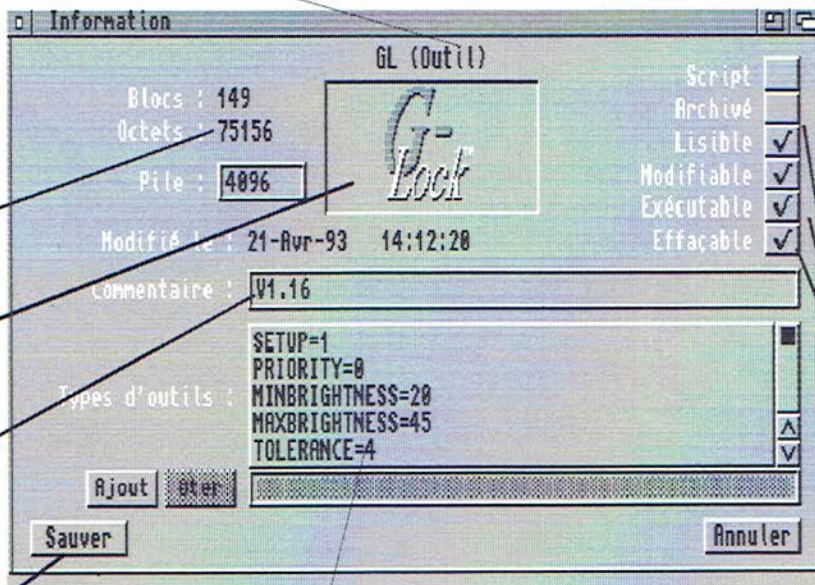 Information
GL (Outil)
Blocs : 149
Octets : 75156
Pile : 4096
G-Lock™
Script
Archivé
Lisible
Modifiable
Exécutable
Effaçable
Modifié le : 21-Avr-93 14:12:20
Commentaire : V1.16
Types d'outils :
SETUP=1
PRIORITY=0
MINBRIGHTNESS=20
MAXBRIGHTNESS=45
TOLERANCE=4
Ajout
Oter
Sauver
Annuler